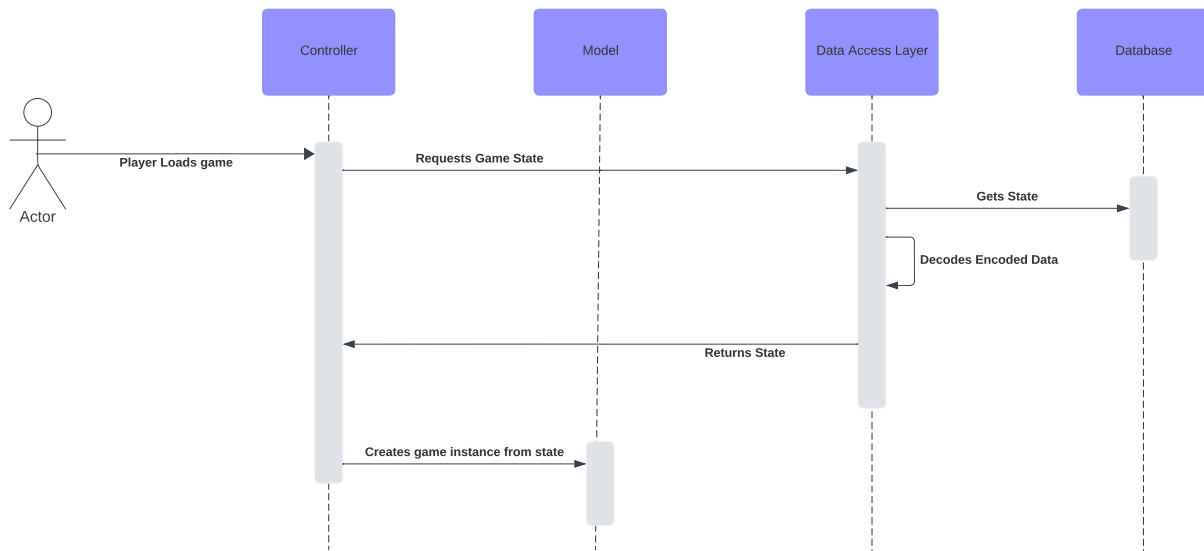 Controller
Model
Data Access Layer
Database
Player Loads game
Requests Game State
Gets State
Actor
Decodes Encoded Data
Returns State
Creates game instance from state